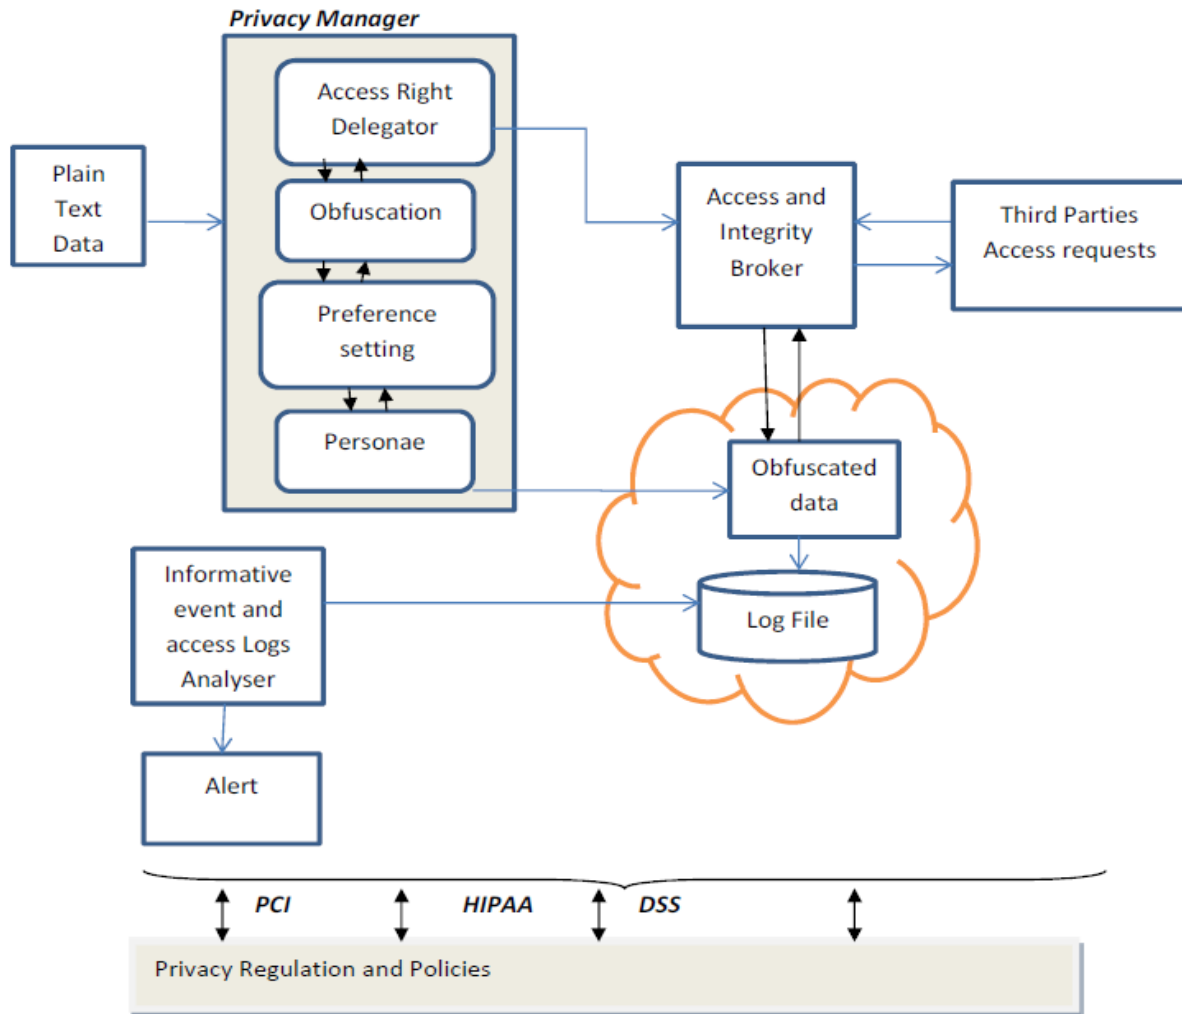 Privacy Manager
Access Right
Delegator
Plain
Text
Data
Obfuscation
Preference
setting
Personae
Access and
Integrity
Broker
Third Parties
Access requests
Obfuscated
data
Log File
Informative
event and
access Logs
Analyser
Alert
PCI HIPAA DSS
Privacy Regulation and Policies